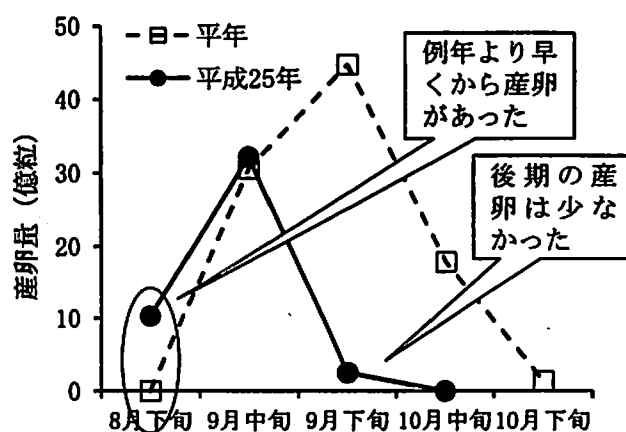 50
40
30
20
10
0
産卵量（億粒）
平年
平成25年
例年より早
くから産卵
があった
後期の産
卵は少な
かった
8月下旬 9月中旬 9月下旬 10月中旬 10月下旬